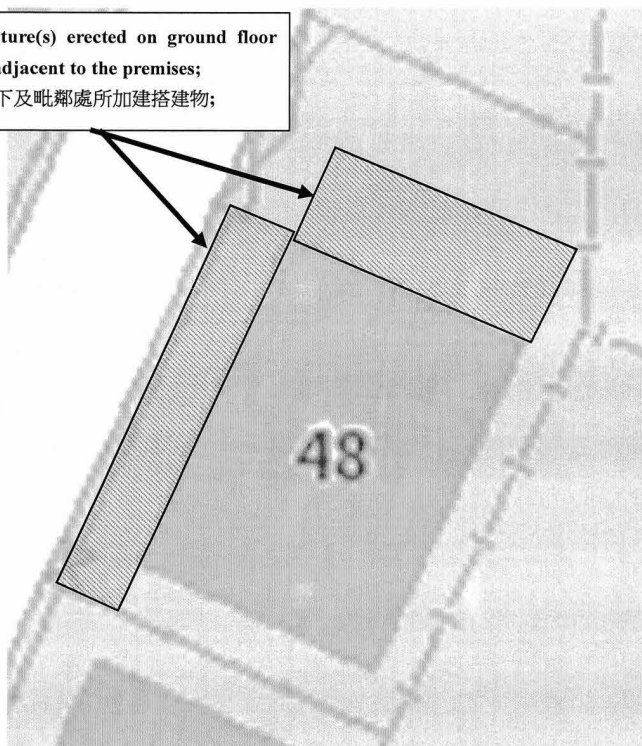 ture(s) erected on ground floor
adjacent to the premises;
下及毗鄰處所加建搭建物;
48